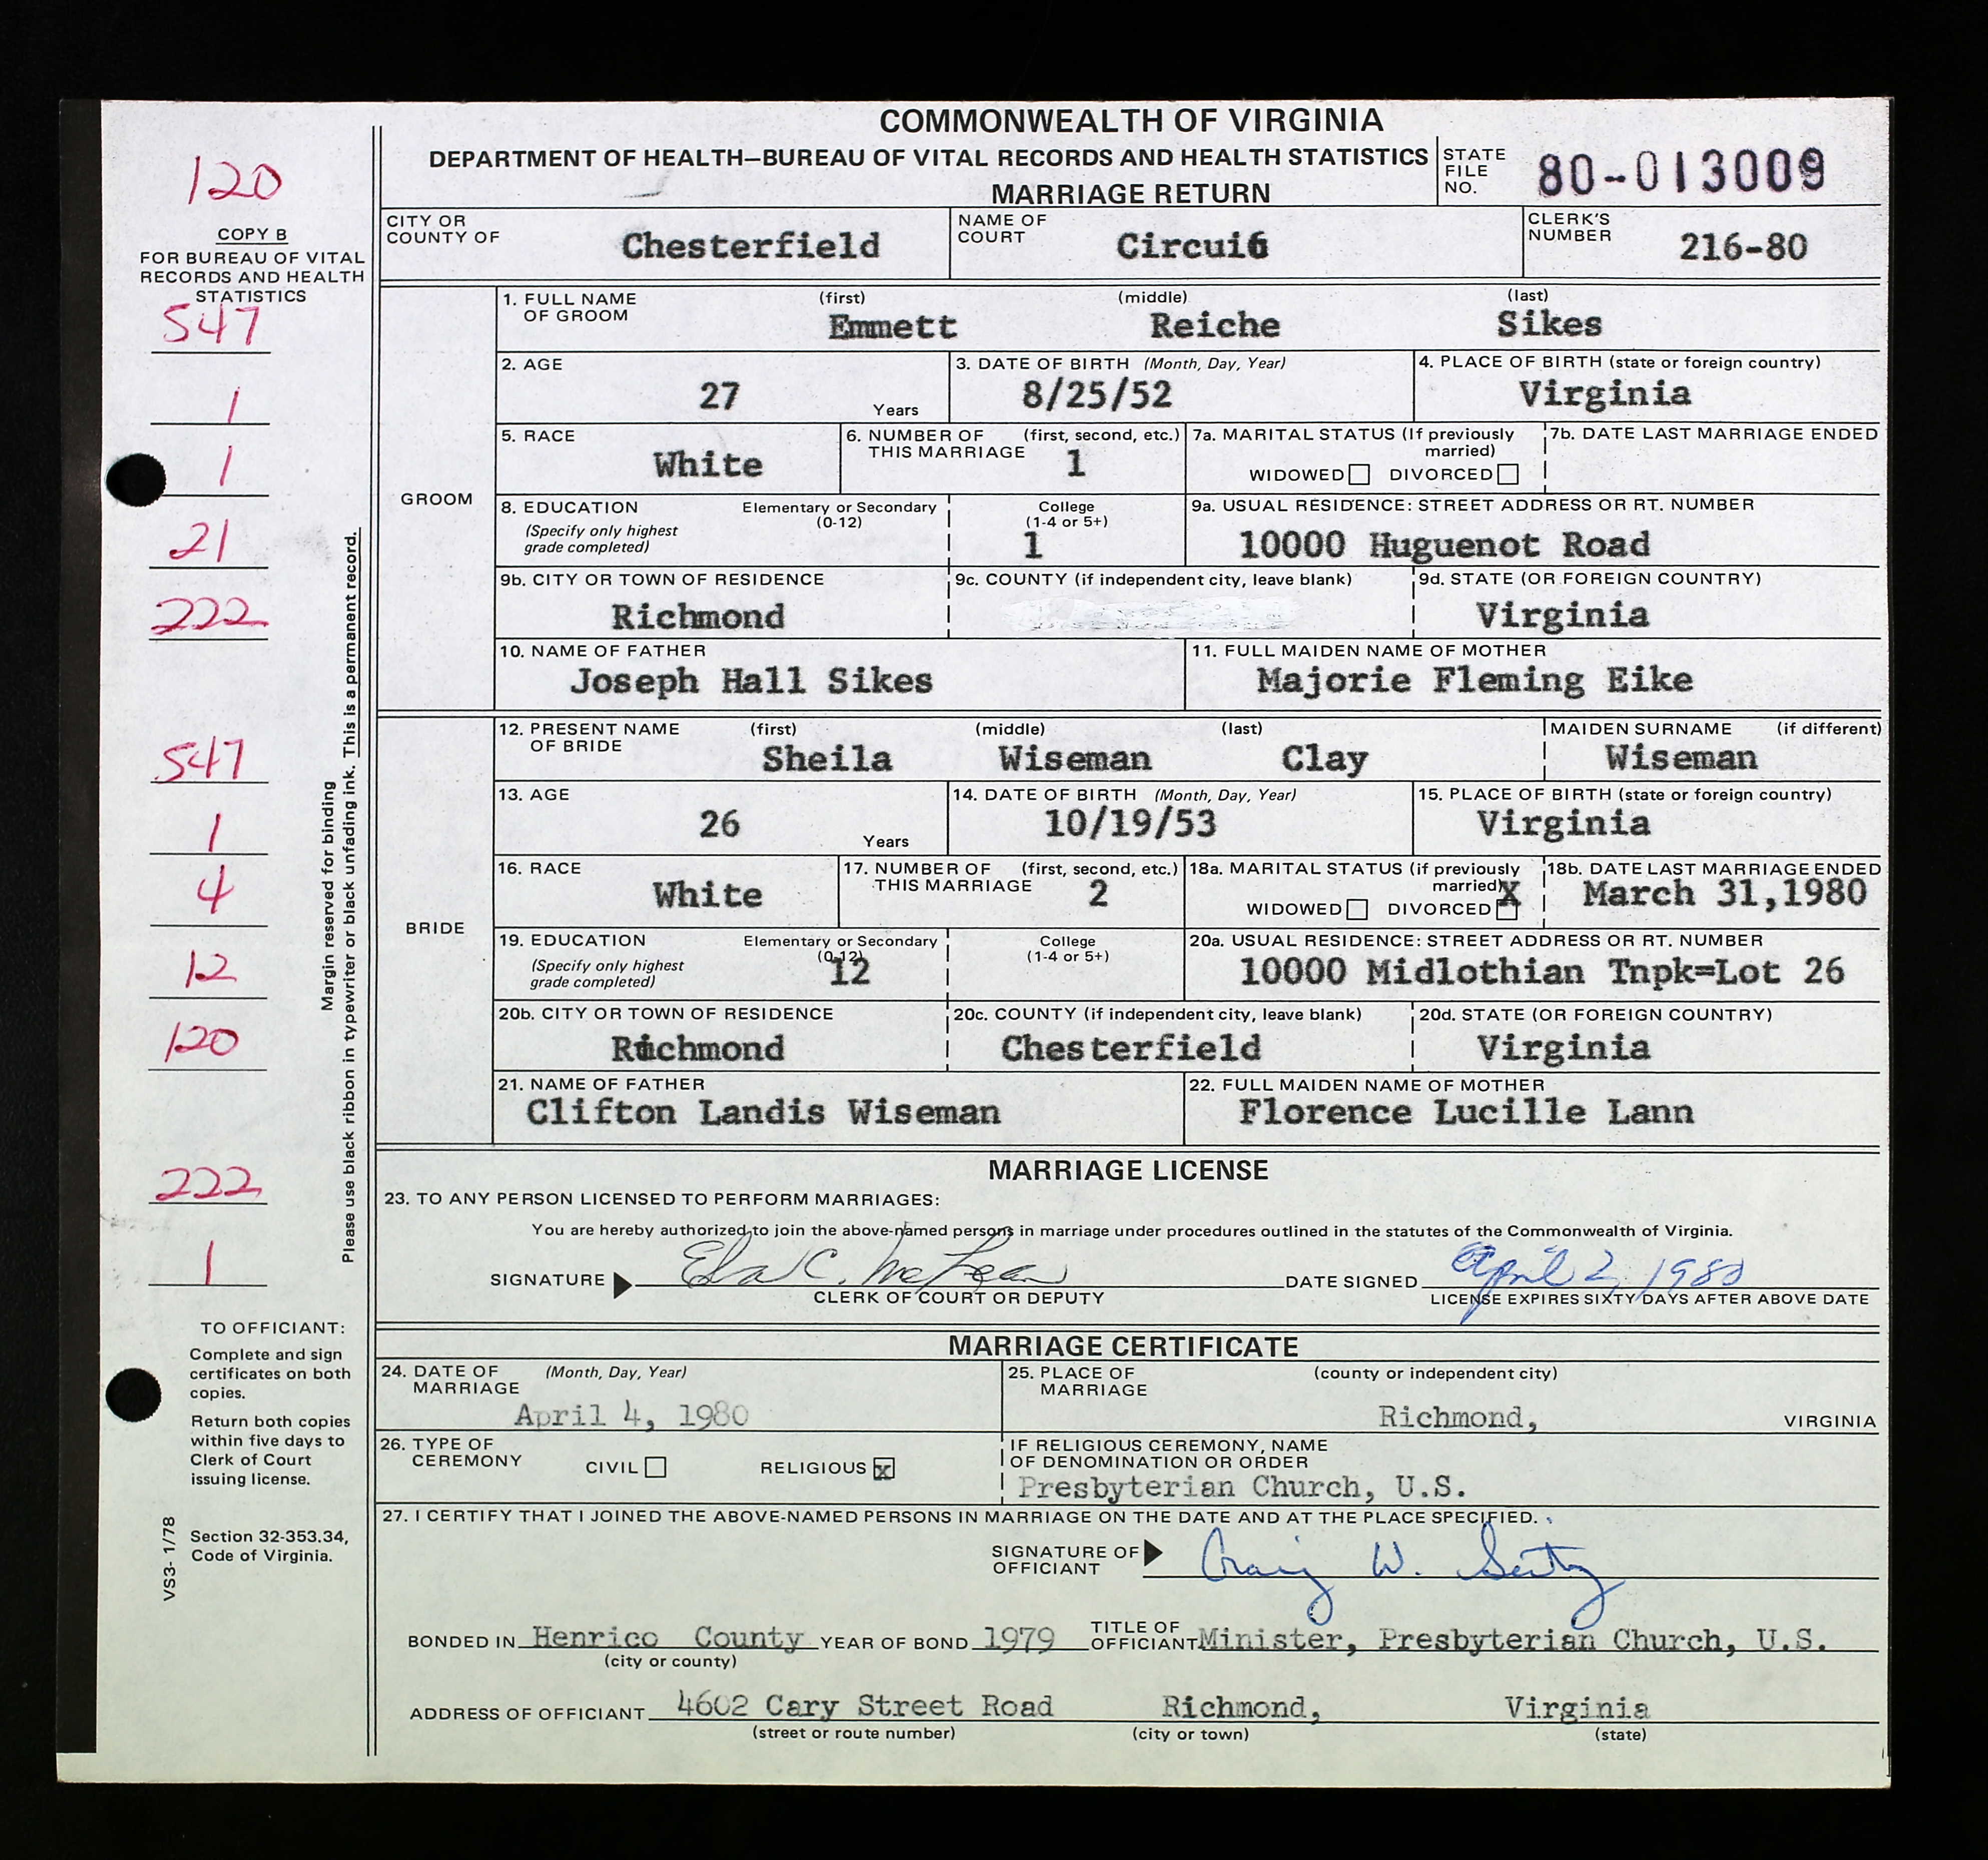 COMMONWEALTH OF VIRGINIA
DEPARTMENT OF HEALTH—BUREAU OF VITAL RECORDS AND HEALTH STATISTICS
MARRIAGE RETURN
STATE FILE NO. 80-013009
120
COPY B
FOR BUREAU OF VITAL
RECORDS AND HEALTH
STATISTICS
547
1
1
21
222
547
1
4
12
120
222
1
Margin reserved for binding
Please use black ribbon in typewriter or black unfading ink. This is a permanent record.
TO OFFICIANT:
Complete and sign
certificates on both
copies.
Return both copies
within five days to
Clerk of Court
issuing license.
Section 32-353.34,
Code of Virginia.
VS3- 1/78
CITY OR COUNTY OF Chesterfield NAME OF COURT Circui6 CLERK'S NUMBER 216-80
GROOM
1. FULL NAME OF GROOM (first) (middle) (last)
Emmett Reiche Sikes
2. AGE 27 Years 3. DATE OF BIRTH (Month, Day, Year) 8/25/52 4. PLACE OF BIRTH (state or foreign country) Virginia
5. RACE White 6. NUMBER OF THIS MARRIAGE (first, second, etc.) 1 7a. MARITAL STATUS (If previously married) WIDOWED DIVORCED 7b. DATE LAST MARRIAGE ENDED
8. EDUCATION (Specify only highest grade completed) Elementary or Secondary (0-12) College (1-4 or 5+) 1 9a. USUAL RESIDENCE: STREET ADDRESS OR RT. NUMBER 10000 Huguenot Road
9b. CITY OR TOWN OF RESIDENCE Richmond 9c. COUNTY (if independent city, leave blank) 9d. STATE (OR FOREIGN COUNTRY) Virginia
10. NAME OF FATHER Joseph Hall Sikes 11. FULL MAIDEN NAME OF MOTHER Majorie Fleming Eike
BRIDE
12. PRESENT NAME OF BRIDE (first) (middle) (last) MAIDEN SURNAME (if different)
Sheila Wiseman Clay Wiseman
13. AGE 26 Years 14. DATE OF BIRTH (Month, Day, Year) 10/19/53 15. PLACE OF BIRTH (state or foreign country) Virginia
16. RACE White 17. NUMBER OF THIS MARRIAGE (first, second, etc.) 2 18a. MARITAL STATUS (if previously married) WIDOWED DIVORCED X 18b. DATE LAST MARRIAGE ENDED March 31,1980
19. EDUCATION (Specify only highest grade completed) Elementary or Secondary (0-12) 12 College (1-4 or 5+) 20a. USUAL RESIDENCE: STREET ADDRESS OR RT. NUMBER 10000 Midlothian Tnpk=Lot 26
20b. CITY OR TOWN OF RESIDENCE Richmond 20c. COUNTY (if independent city, leave blank) Chesterfield 20d. STATE (OR FOREIGN COUNTRY) Virginia
21. NAME OF FATHER Clifton Landis Wiseman 22. FULL MAIDEN NAME OF MOTHER Florence Lucille Lann
MARRIAGE LICENSE
23. TO ANY PERSON LICENSED TO PERFORM MARRIAGES:
You are hereby authorized to join the above-named persons in marriage under procedures outlined in the statutes of the Commonwealth of Virginia.
SIGNATURE C. DATE SIGNED April 2, 1980
CLERK OF COURT OR DEPUTY LICENSE EXPIRES SIXTY DAYS AFTER ABOVE DATE
MARRIAGE CERTIFICATE
24. DATE OF MARRIAGE (Month, Day, Year) April 4, 1980 25. PLACE OF MARRIAGE (county or independent city) Richmond, VIRGINIA
26. TYPE OF CEREMONY CIVIL RELIGIOUS X IF RELIGIOUS CEREMONY, NAME OF DENOMINATION OR ORDER Presbyterian Church, U.S.
27. I CERTIFY THAT I JOINED THE ABOVE-NAMED PERSONS IN MARRIAGE ON THE DATE AND AT THE PLACE SPECIFIED.
SIGNATURE OF OFFICIANT Craig W.
BONDED IN Henrico County YEAR OF BOND 1979 TITLE OF OFFICIANT Minister, Presbyterian Church, U.S.
(city or county)
ADDRESS OF OFFICIANT 4602 Cary Street Road Richmond, Virginia
(street or route number) (city or town) (state)